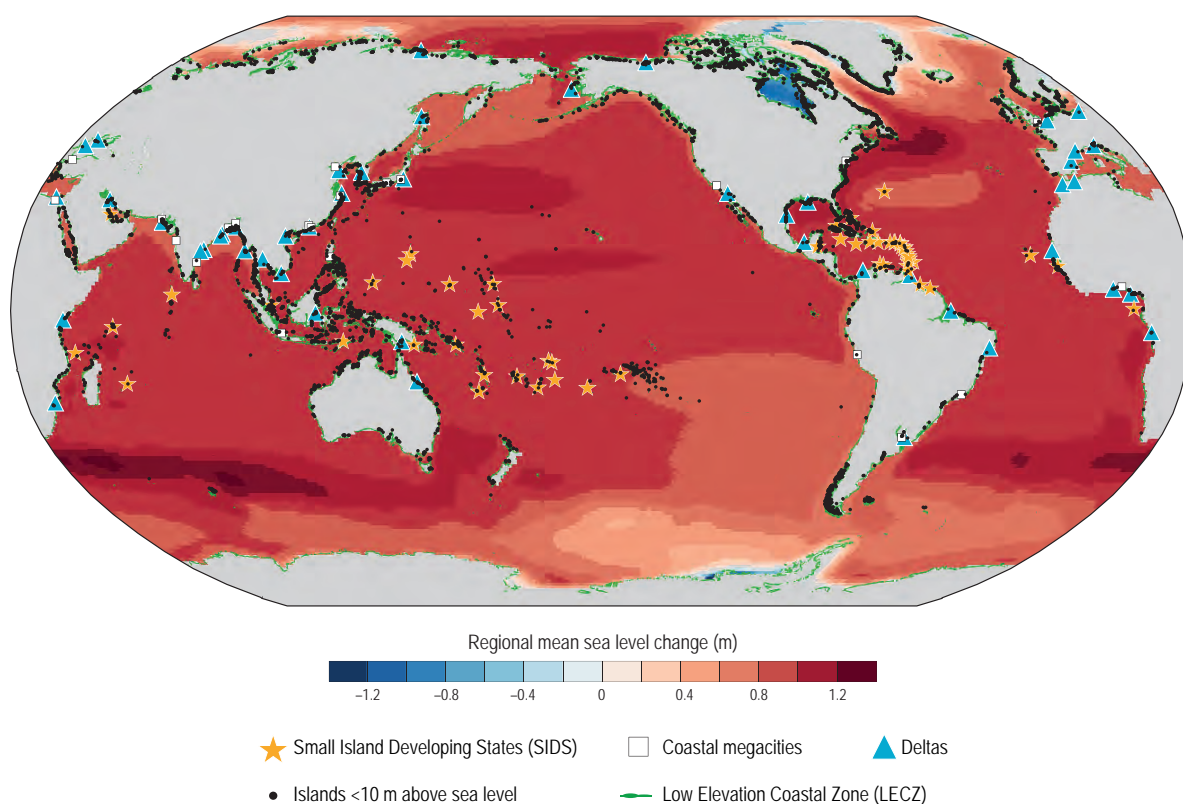 Regional mean sea level change (m)
–1.2 –0.8 –0.4 0 0.4 0.8 1.2
Small Island Developing States (SIDS) Coastal megacities Deltas
Islands <10 m above sea level Low Elevation Coastal Zone (LECZ)